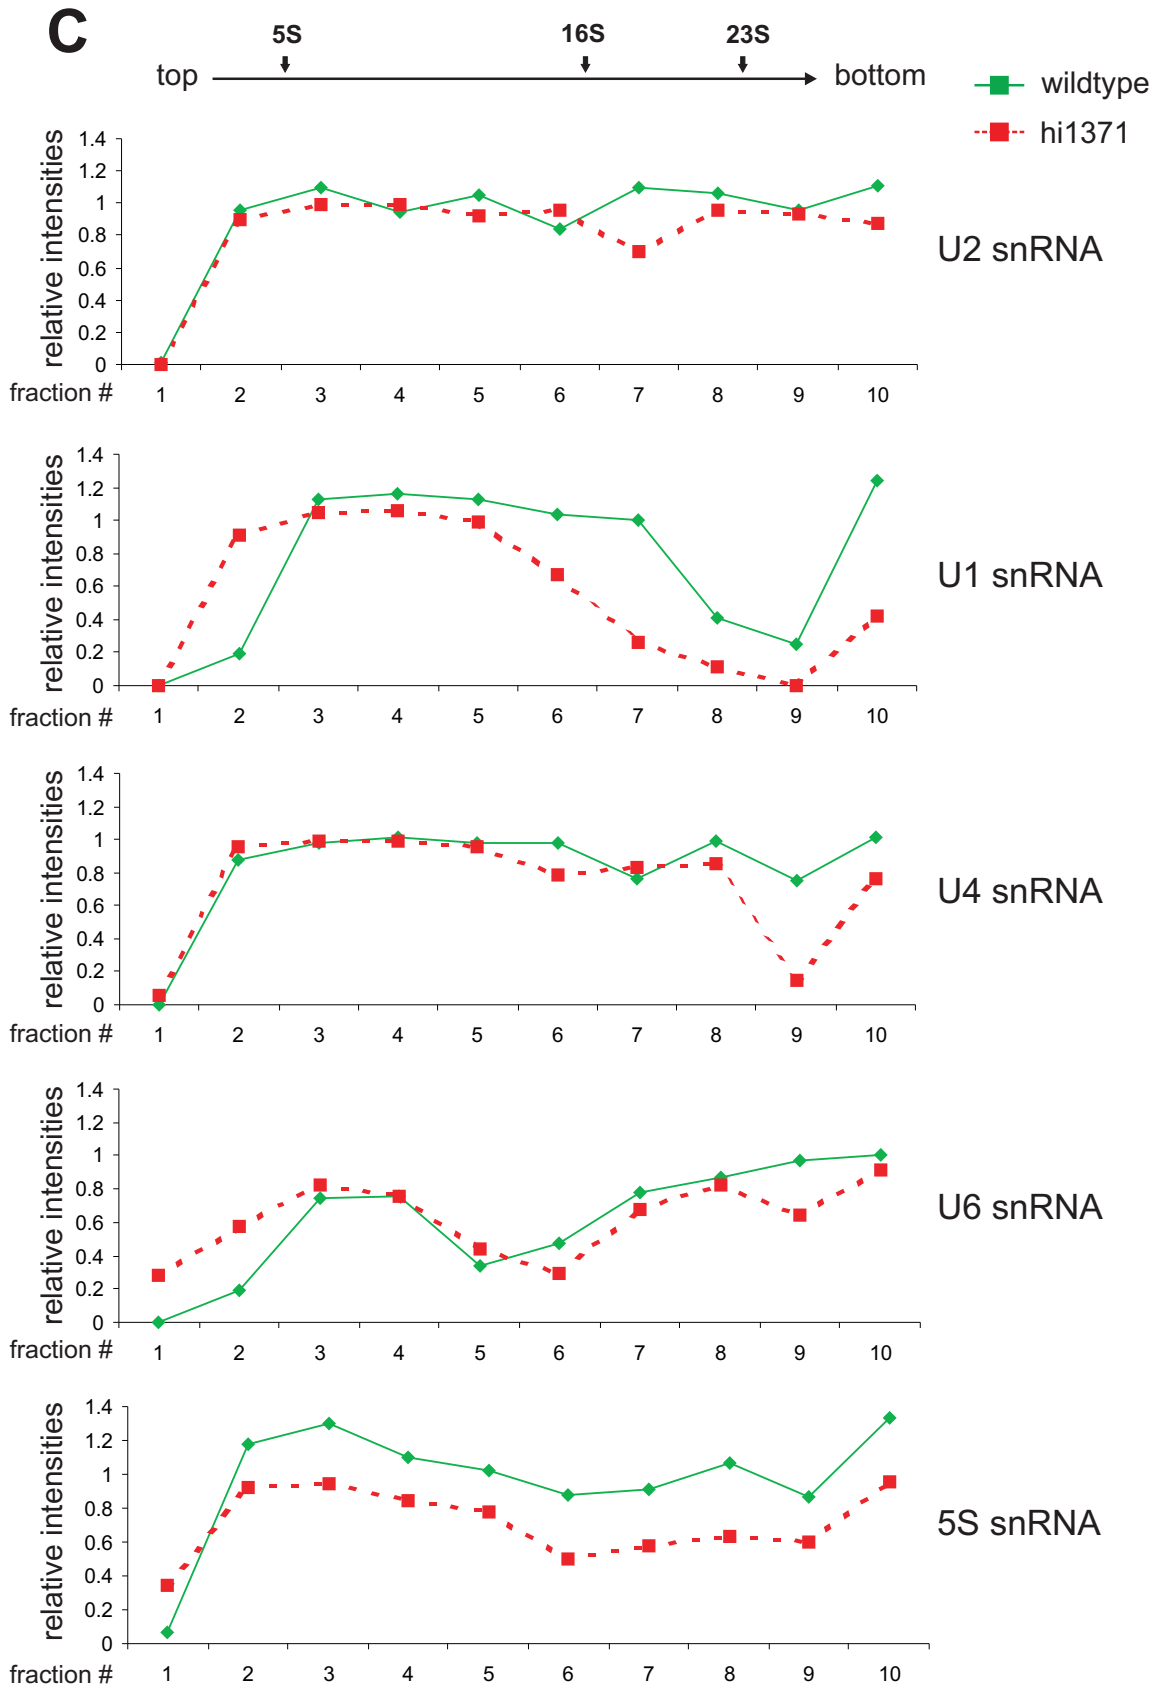 C
5S 16S 23S
top bottom
wildtype
hi1371
relative intensities
1.4
1.2
1
0.8
0.6
0.4
0.2
0
U2 snRNA
fraction # 1 2 3 4 5 6 7 8 9 10
relative intensities
1.4
1.2
1
0.8
0.6
0.4
0.2
0
U1 snRNA
fraction # 1 2 3 4 5 6 7 8 9 10
relative intensities
1.4
1.2
1
0.8
0.6
0.4
0.2
0
U4 snRNA
fraction # 1 2 3 4 5 6 7 8 9 10
relative intensities
1.4
1.2
1
0.8
0.6
0.4
0.2
0
U6 snRNA
fraction # 1 2 3 4 5 6 7 8 9 10
relative intensities
1.4
1.2
1
0.8
0.6
0.4
0.2
0
5S snRNA
fraction # 1 2 3 4 5 6 7 8 9 10